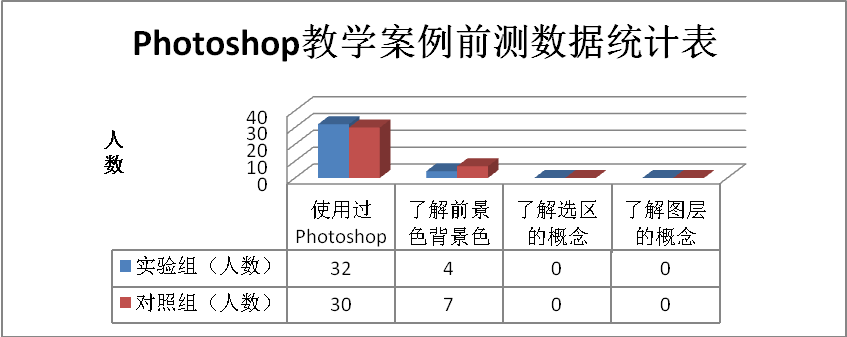 Photoshop教学案例前测数据统计表
人
数
40
30
20
10
0
使用过 了解前景 了解选区 了解图层
Photoshop 色背景色 的概念 的概念
实验组（人数） 32 4 0 0
对照组（人数） 30 7 0 0